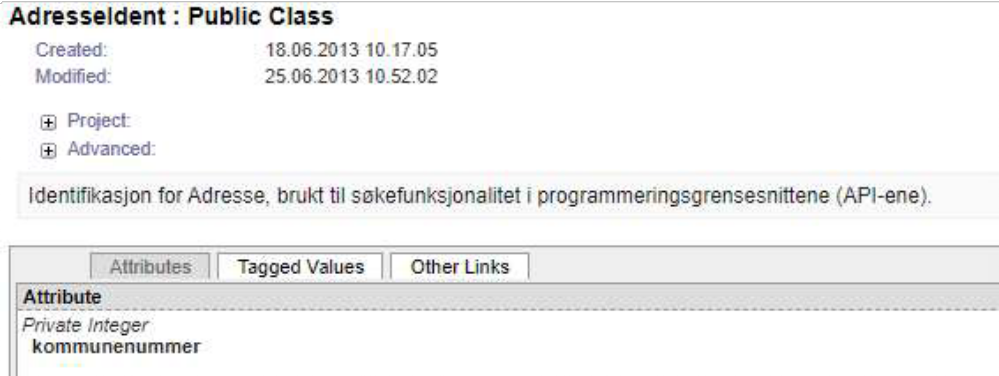 AdresseIdent : Public Class
Created: 18.06.2013 10.17.05
Modified: 25.06.2013 10.52.02
Project:
Advanced:
Identifikasjon for Adresse, brukt til søkefunksjonalitet i programmeringsgrensesnittene (API-ene).
Attributes Tagged Values Other Links
Attribute
Private Integer
kommunenummer